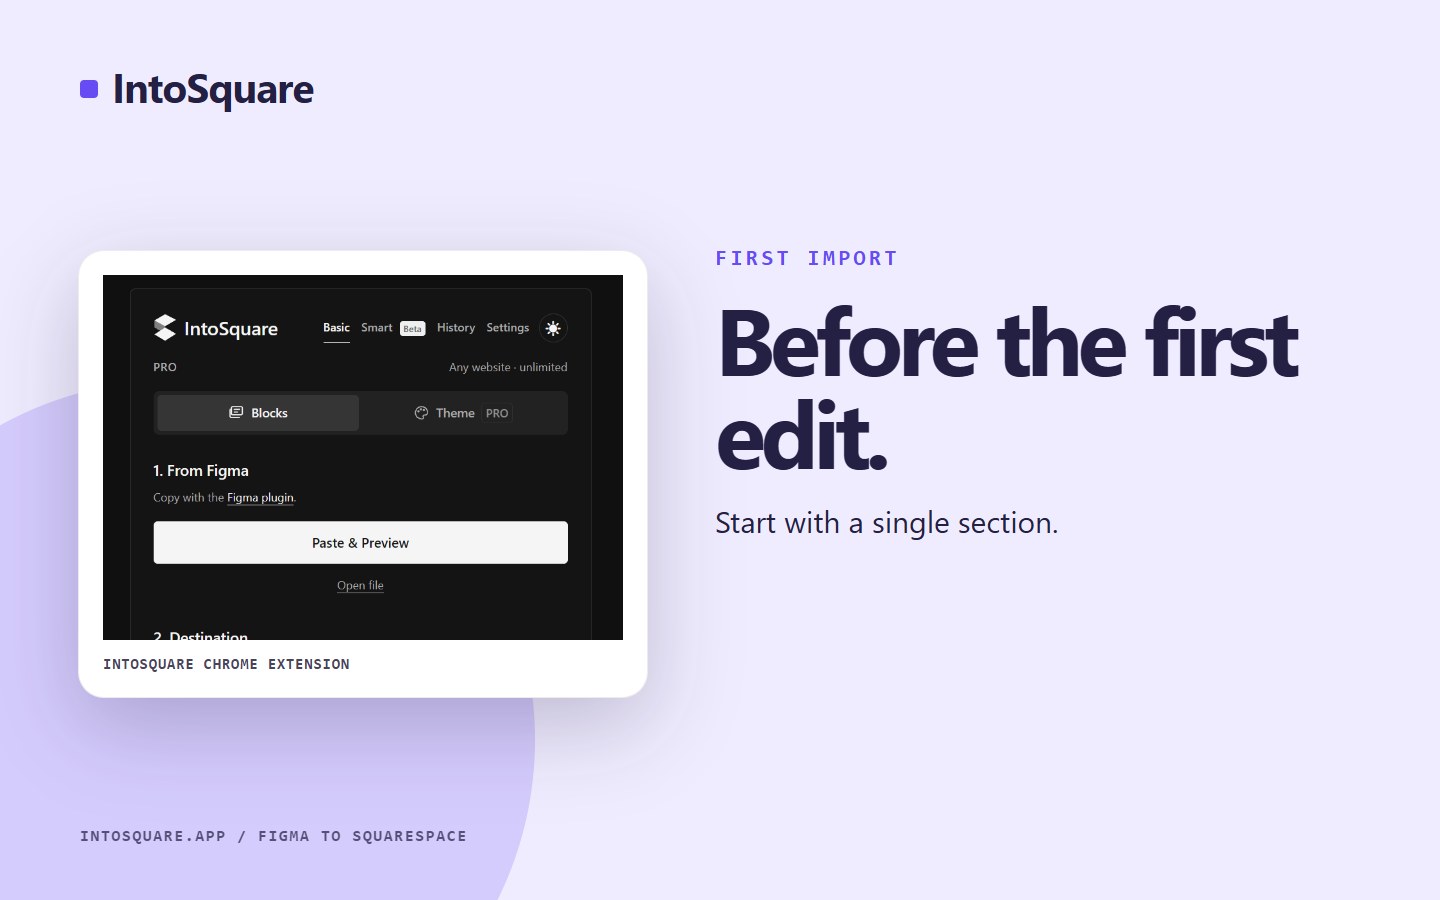 IntoSquare
IntoSquare
Basic Smart Beta History Settings
PRO
Any website · unlimited
Blocks
Theme PRO
1. From Figma
Copy with the Figma plugin.
Paste & Preview
Open file
2. Destination
INTOSQUARE CHROME EXTENSION
FIRST IMPORT
Before the first
edit.
Start with a single section.
INTOSQUARE.APP / FIGMA TO SQUARESPACE